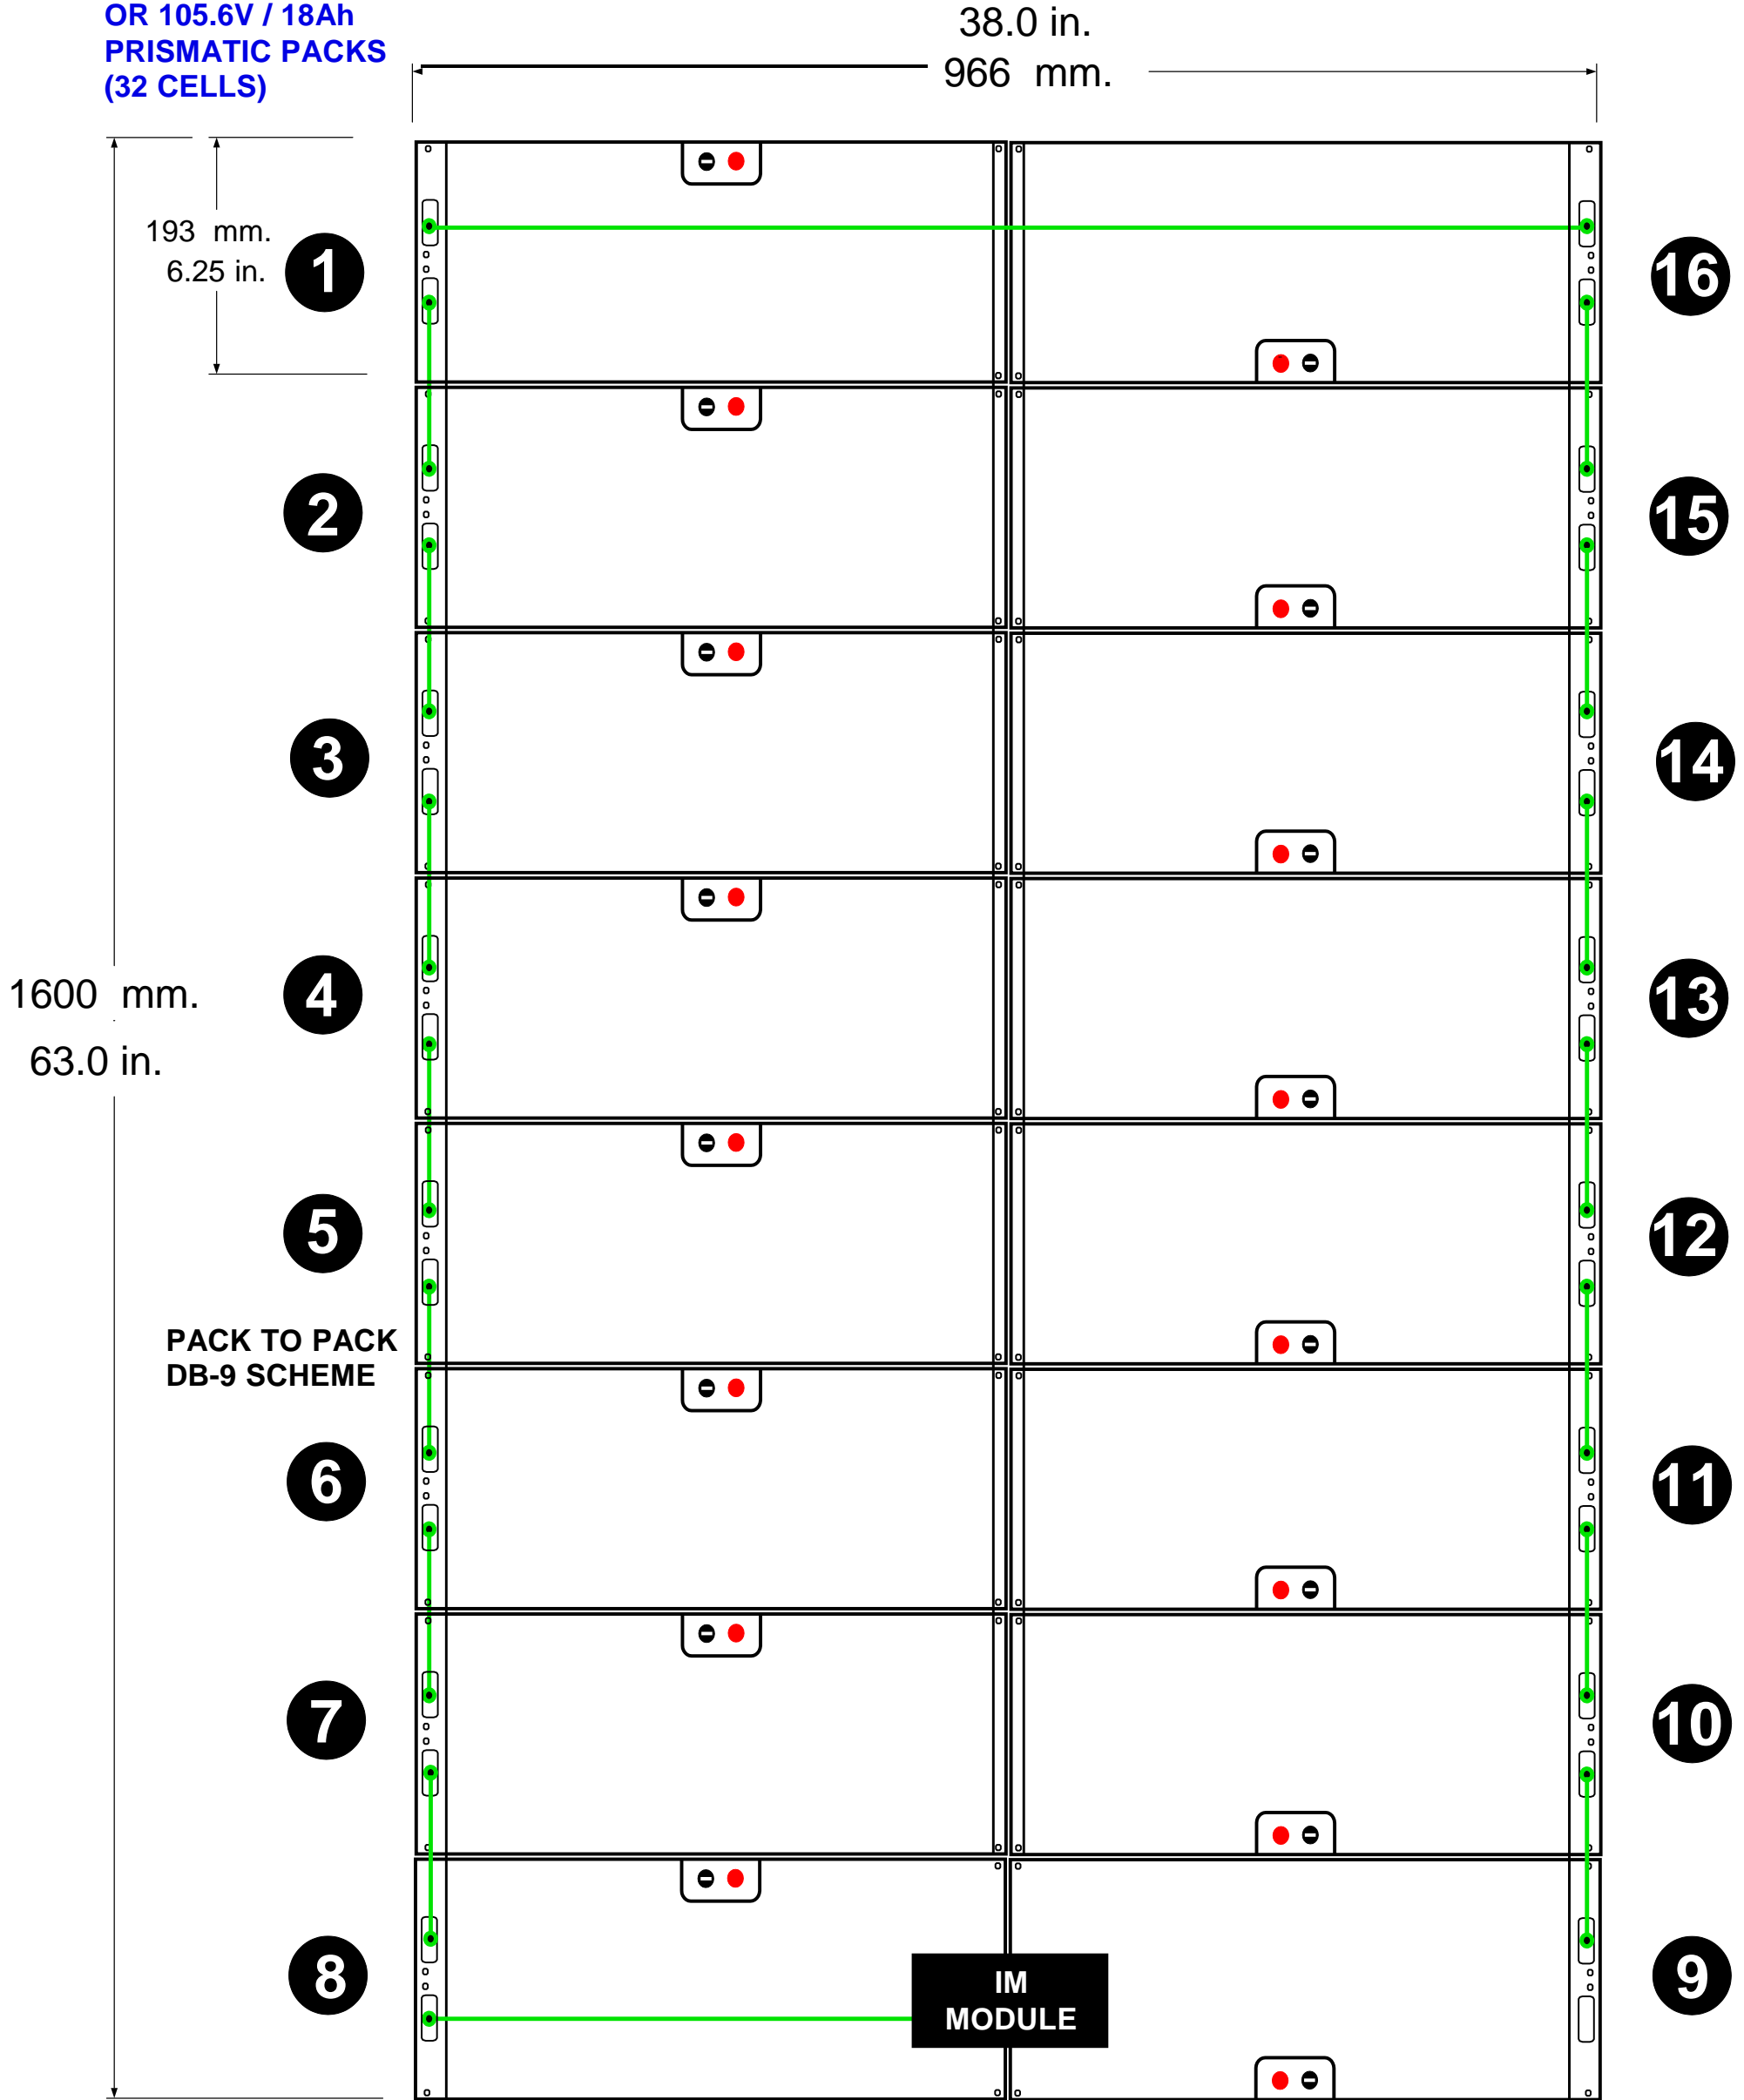 OR 105.6V / 18Ah
PRISMATIC PACKS
(32 CELLS)
38.0 in.
966 mm.
193 mm.
6.25 in.
1
16
2
15
3
14
4
13
1600 mm.
63.0 in.
5
12
PACK TO PACK
DB-9 SCHEME
6
11
7
10
8
9
IM
MODULE